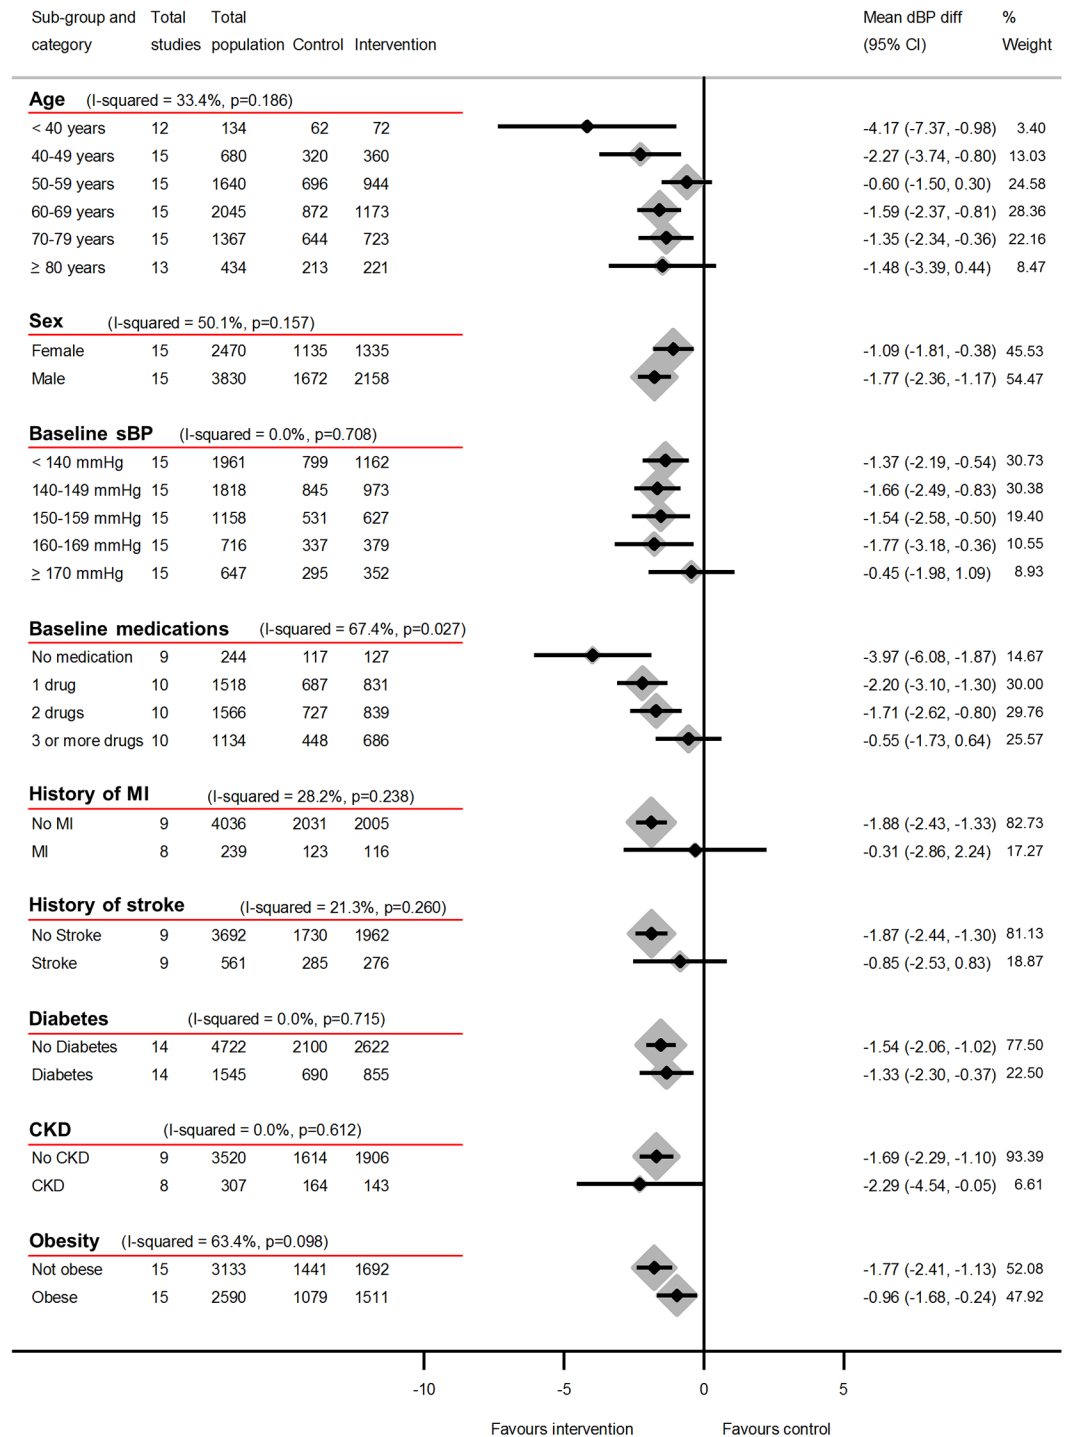 Sub-group and Total Total Mean dBP diff %
category studies population Control Intervention (95% CI) Weight
Age (I-squared = 33.4%, p=0.186)
< 40 years 12 134 62 72 -4.17 (-7.37, -0.98) 3.40
40-49 years 15 680 320 360 -2.27 (-3.74, -0.80) 13.03
50-59 years 15 1640 696 944 -0.60 (-1.50, 0.30) 24.58
60-69 years 15 2045 872 1173 -1.59 (-2.37, -0.81) 28.36
70-79 years 15 1367 644 723 -1.35 (-2.34, -0.36) 22.16
≥ 80 years 13 434 213 221 -1.48 (-3.39, 0.44) 8.47
Sex (I-squared = 50.1%, p=0.157)
Female 15 2470 1135 1335 -1.09 (-1.81, -0.38) 45.53
Male 15 3830 1672 2158 -1.77 (-2.36, -1.17) 54.47
Baseline sBP (I-squared = 0.0%, p=0.708)
< 140 mmHg 15 1961 799 1162 -1.37 (-2.19, -0.54) 30.73
140-149 mmHg 15 1818 845 973 -1.66 (-2.49, -0.83) 30.38
150-159 mmHg 15 1158 531 627 -1.54 (-2.58, -0.50) 19.40
160-169 mmHg 15 716 337 379 -1.77 (-3.18, -0.36) 10.55
≥ 170 mmHg 15 647 295 352 -0.45 (-1.98, 1.09) 8.93
Baseline medications (I-squared = 67.4%, p=0.027)
No medication 9 244 117 127 -3.97 (-6.08, -1.87) 14.67
1 drug 10 1518 687 831 -2.20 (-3.10, -1.30) 30.00
2 drugs 10 1566 727 839 -1.71 (-2.62, -0.80) 29.76
3 or more drugs 10 1134 448 686 -0.55 (-1.73, 0.64) 25.57
History of MI (I-squared = 28.2%, p=0.238)
No MI 9 4036 2031 2005 -1.88 (-2.43, -1.33) 82.73
MI 8 239 123 116 -0.31 (-2.86, 2.24) 17.27
History of stroke (I-squared = 21.3%, p=0.260)
No Stroke 9 3692 1730 1962 -1.87 (-2.44, -1.30) 81.13
Stroke 9 561 285 276 -0.85 (-2.53, 0.83) 18.87
Diabetes (I-squared = 0.0%, p=0.715)
No Diabetes 14 4722 2100 2622 -1.54 (-2.06, -1.02) 77.50
Diabetes 14 1545 690 855 -1.33 (-2.30, -0.37) 22.50
CKD (I-squared = 0.0%, p=0.612)
No CKD 9 3520 1614 1906 -1.69 (-2.29, -1.10) 93.39
CKD 8 307 164 143 -2.29 (-4.54, -0.05) 6.61
Obesity (I-squared = 63.4%, p=0.098)
Not obese 15 3133 1441 1692 -1.77 (-2.41, -1.13) 52.08
Obese 15 2590 1079 1511 -0.96 (-1.68, -0.24) 47.92
-10 -5 0 5
Favours intervention Favours control